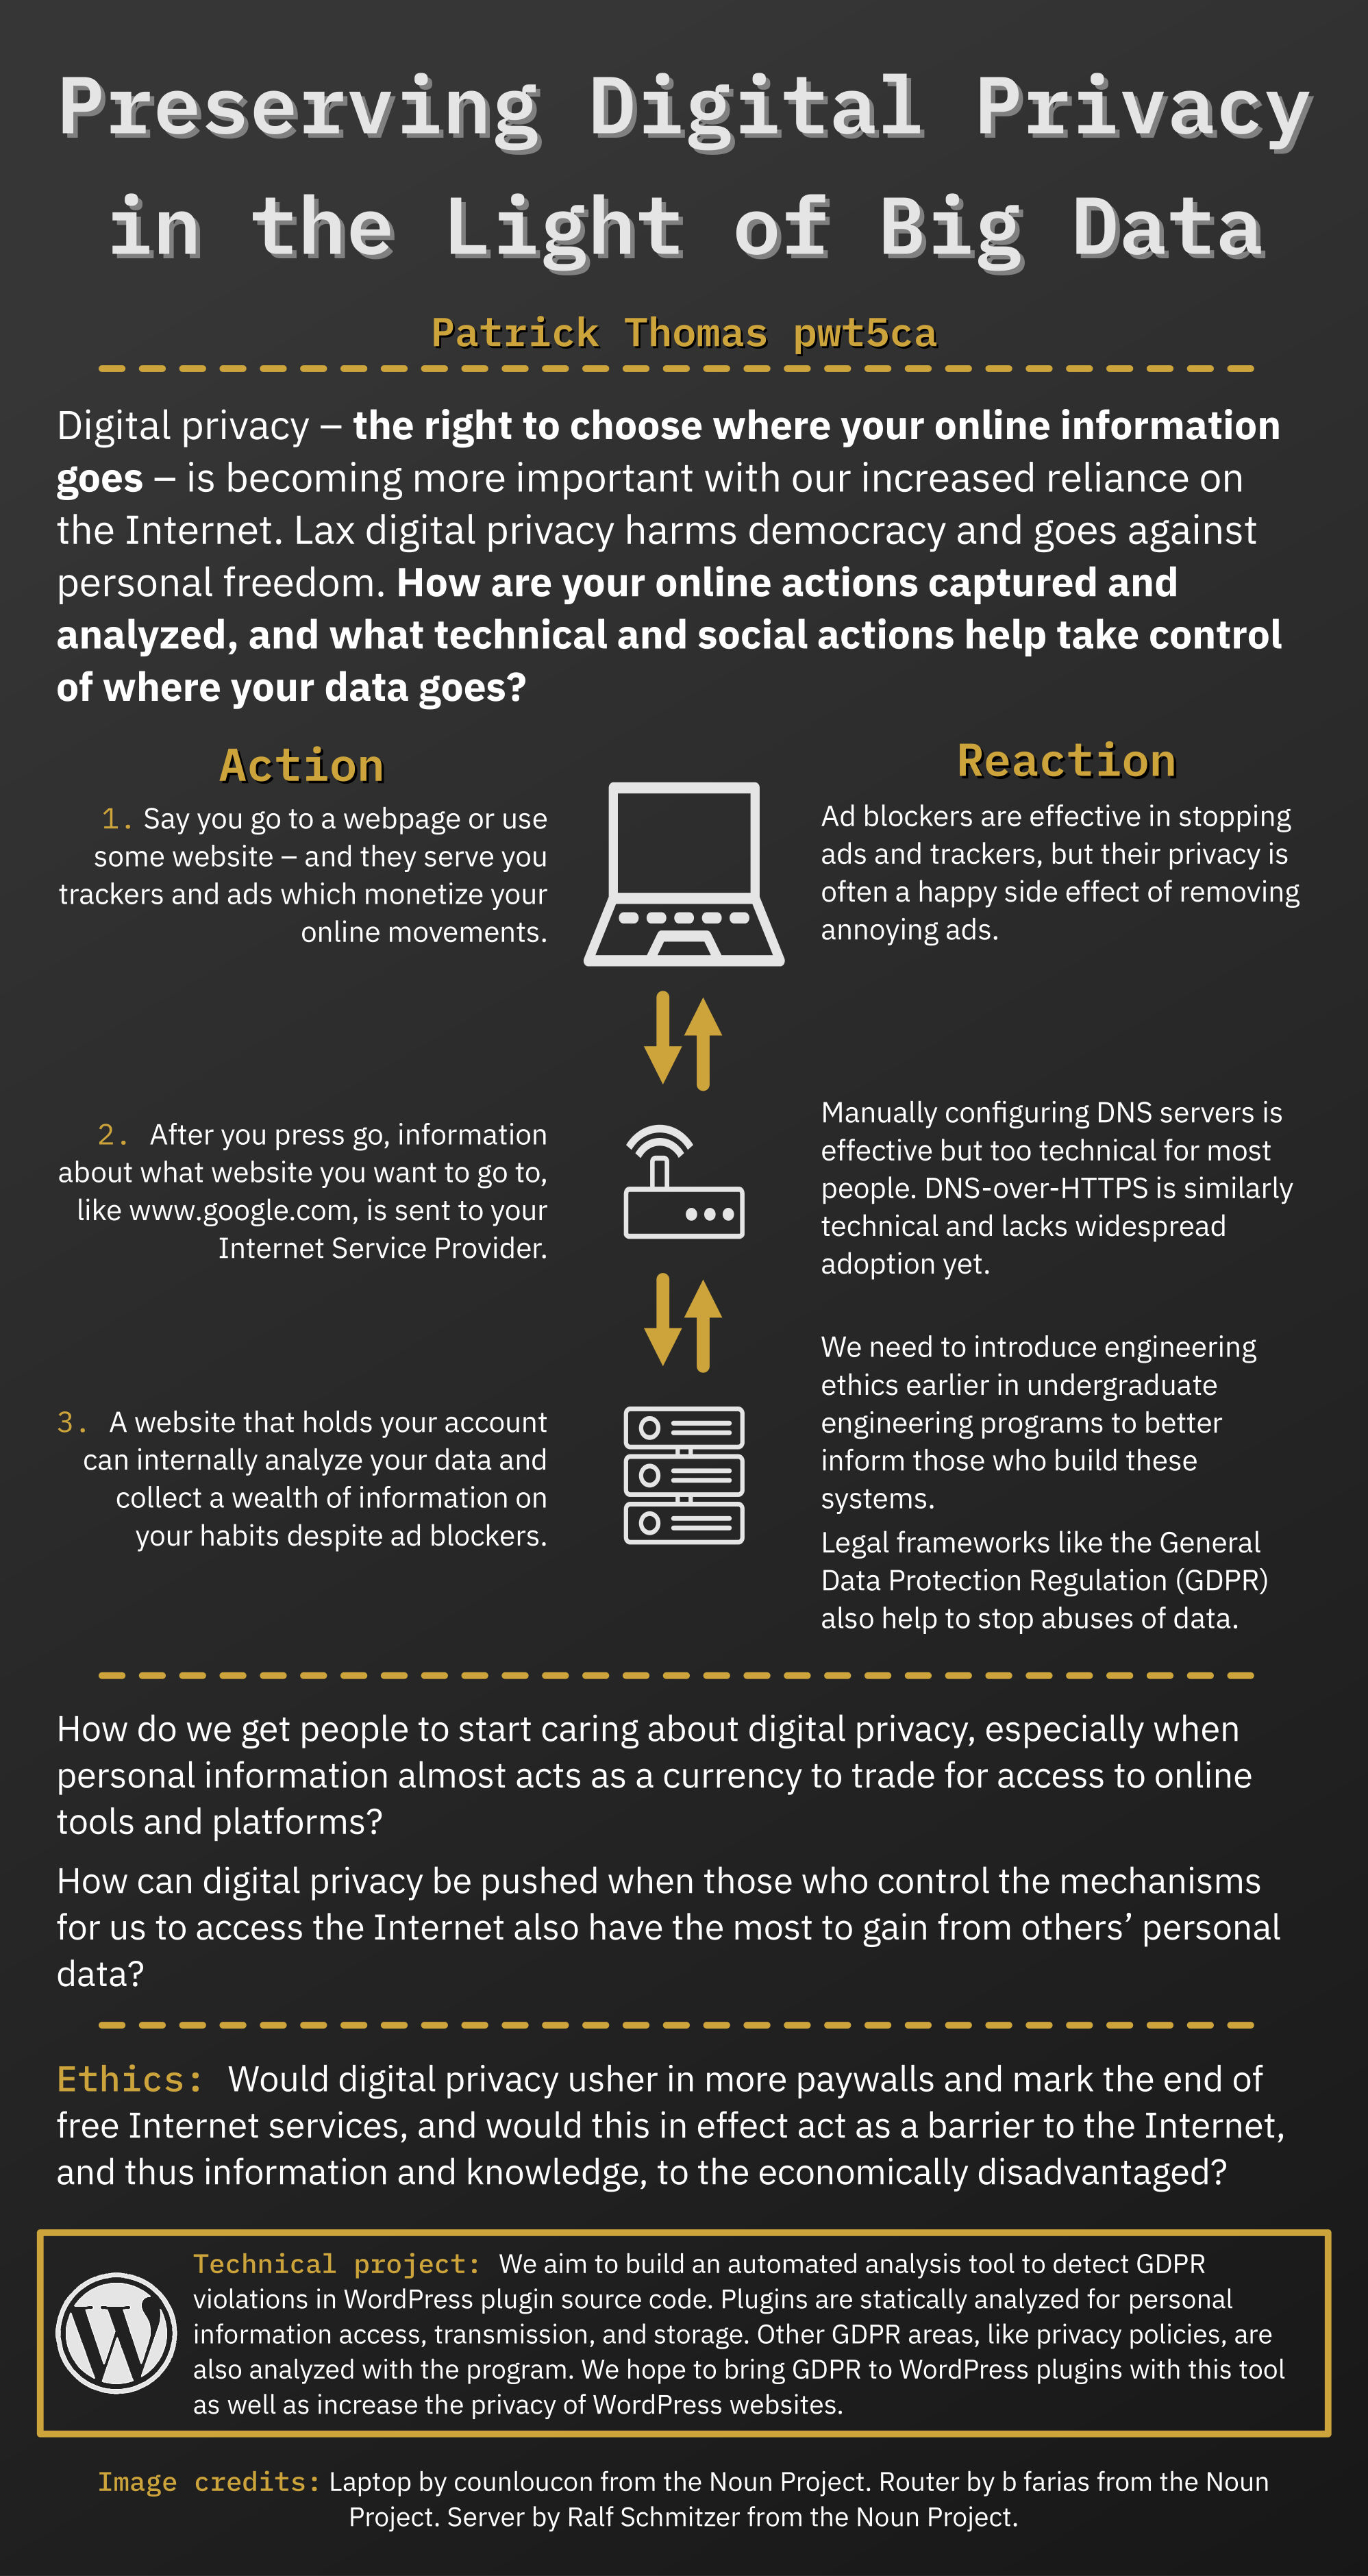 Preserving Digital Privacy
in the Light of Big Data
Patrick Thomas pwt5ca
Digital privacy – the right to choose where your online information
goes – is becoming more important with our increased reliance on
the Internet. Lax digital privacy harms democracy and goes against
personal freedom. How are your online actions captured and
analyzed, and what technical and social actions help take control
of where your data goes?
Action
1. Say you go to a webpage or use
some website – and they serve you
trackers and ads which monetize your
online movements.
Reaction
Ad blockers are effective in stopping
ads and trackers, but their privacy is
often a happy side effect of removing
annoying ads.
2. After you press go, information
about what website you want to go to,
like www.google.com, is sent to your
Internet Service Provider.
Manually configuring DNS servers is
effective but too technical for most
people. DNS-over-HTTPS is similarly
technical and lacks widespread
adoption yet.
3. A website that holds your account
can internally analyze your data and
collect a wealth of information on
your habits despite ad blockers.
We need to introduce engineering
ethics earlier in undergraduate
engineering programs to better
inform those who build these
systems.
Legal frameworks like the General
Data Protection Regulation (GDPR)
also help to stop abuses of data.
How do we get people to start caring about digital privacy, especially when
personal information almost acts as a currency to trade for access to online
tools and platforms?
How can digital privacy be pushed when those who control the mechanisms
for us to access the Internet also have the most to gain from others’ personal
data?
Ethics: Would digital privacy usher in more paywalls and mark the end of
free Internet services, and would this in effect act as a barrier to the Internet,
and thus information and knowledge, to the economically disadvantaged?
Technical project: We aim to build an automated analysis tool to detect GDPR
violations in WordPress plugin source code. Plugins are statically analyzed for personal
information access, transmission, and storage. Other GDPR areas, like privacy policies, are
also analyzed with the program. We hope to bring GDPR to WordPress plugins with this tool
as well as increase the privacy of WordPress websites.
Image credits: Laptop by counloucon from the Noun Project. Router by b farias from the Noun
Project. Server by Ralf Schmitzer from the Noun Project.